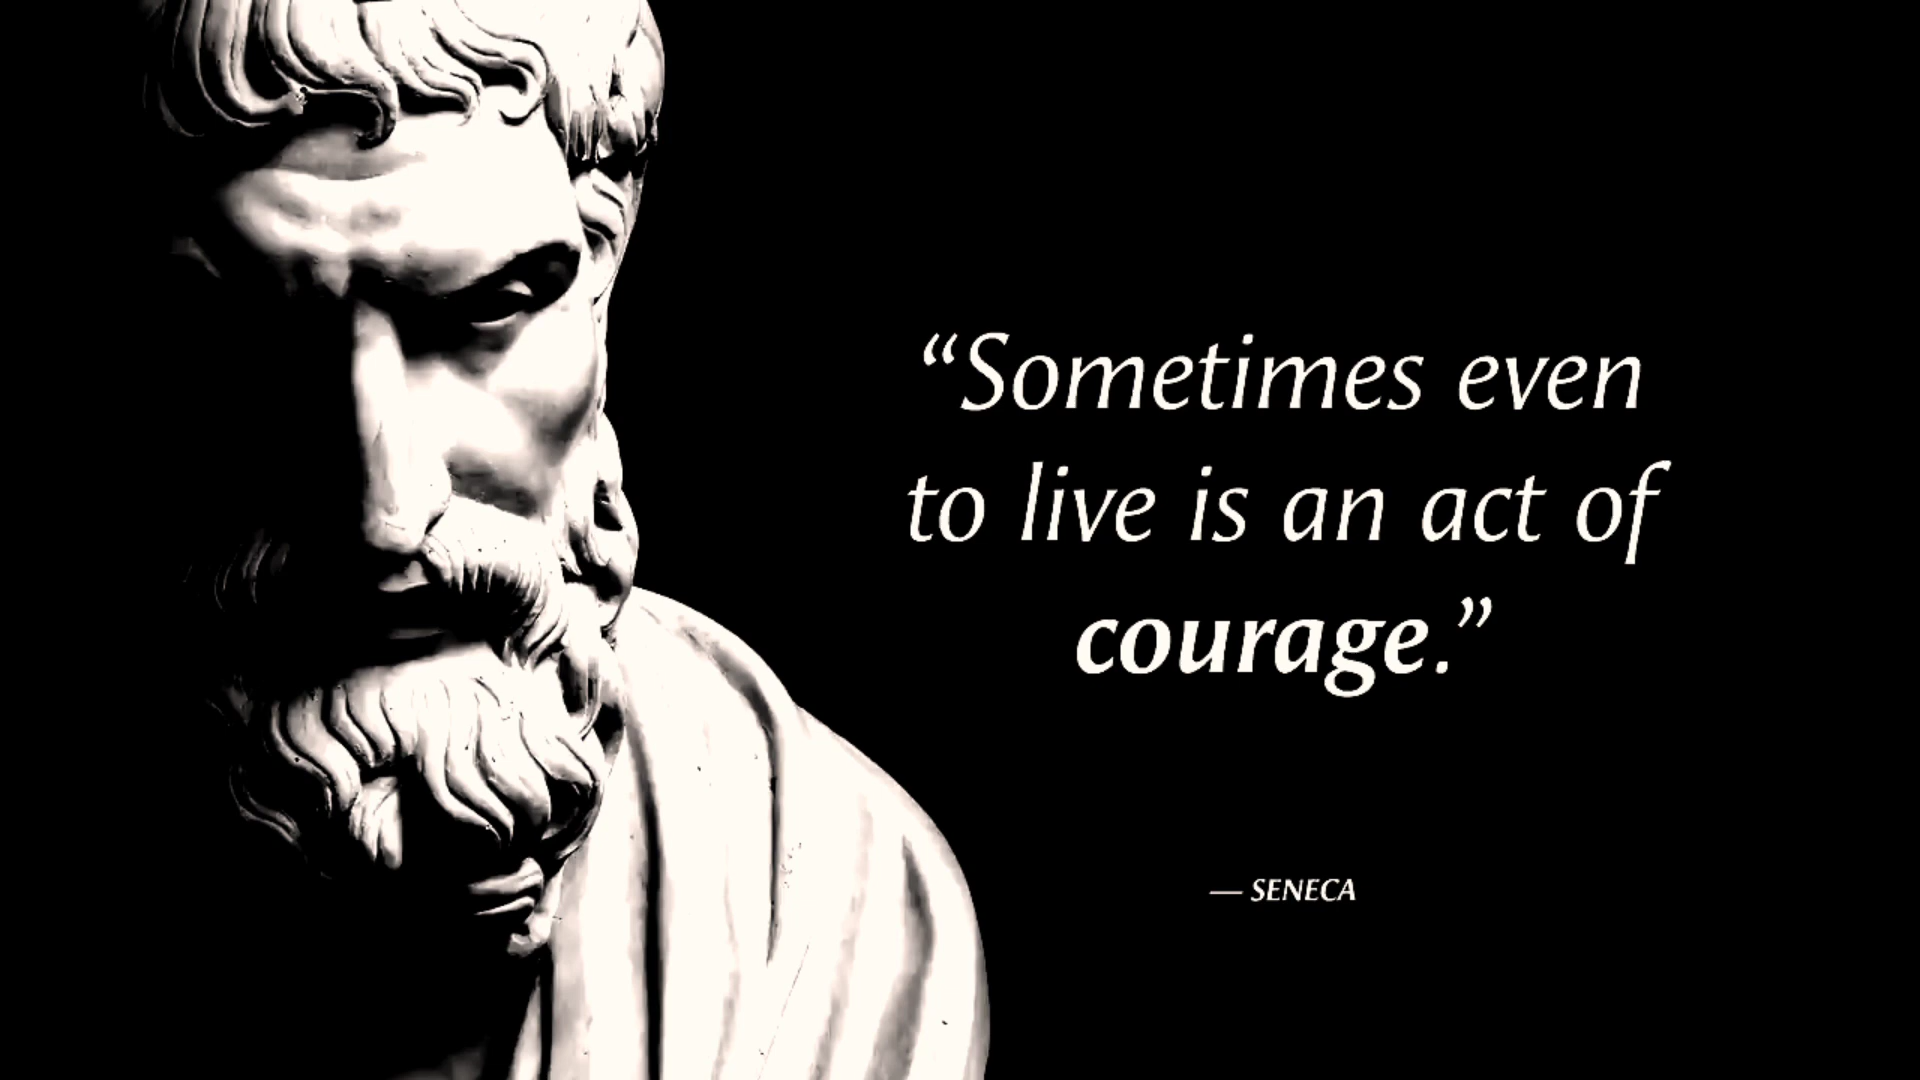 “Sometimes even
to live is an act of
courage.”
— SENECA